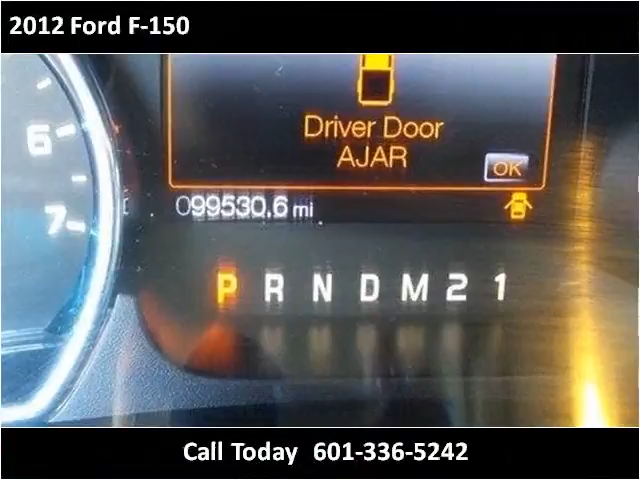 2012 Ford F-150
Driver Door
AJAR
OK
6
099530.6 mi
7
P R N D M 2 1
Call Today 601-336-5242